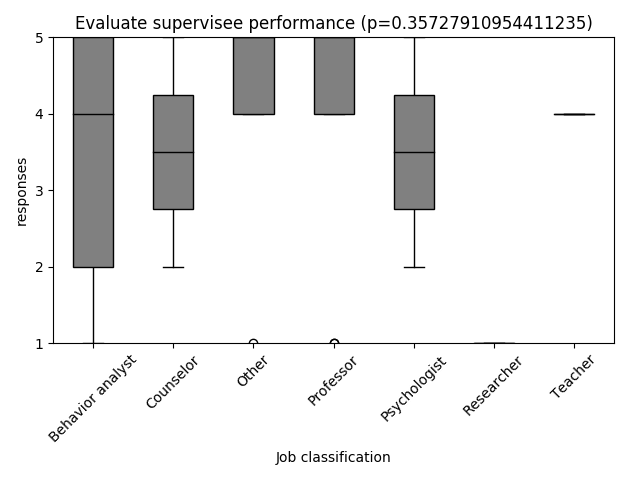 Evaluate supervisee performance (p=0.35727910954411235)
5
4
3
2
1
responses
Behavior analyst
Counselor
Other
Professor
Psychologist
Researcher
Teacher
Job classification